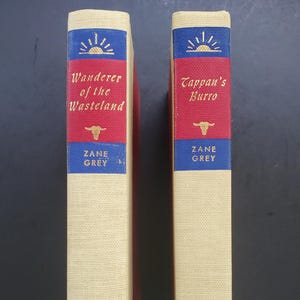 Wanderer
of the
Wasteland
ZANE
GREY
Tappan's
Burro
ZANE
GREY